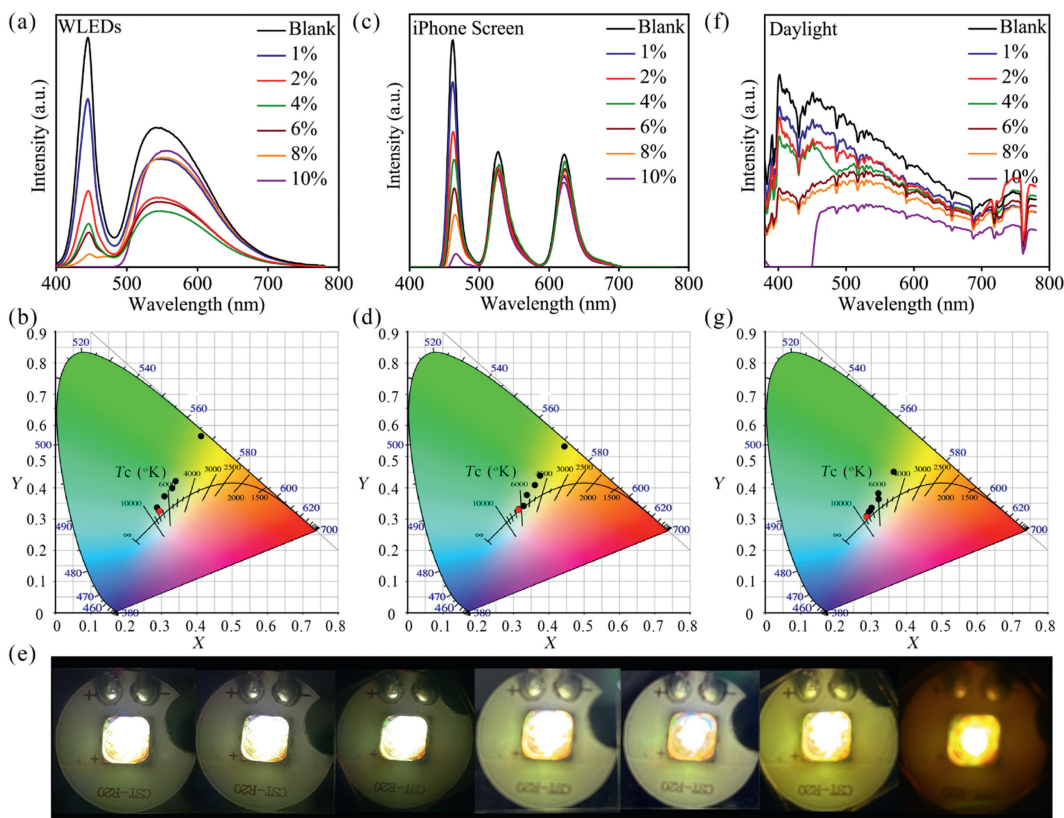 (a)
WLEDs
Blank
1%
2%
4%
6%
8%
10%
Intensity (a.u.)
400 500 600 700 800
Wavelength (nm)
(c)
iPhone Screen
Blank
1%
2%
4%
6%
8%
10%
Intensity (a.u.)
400 500 600 700 800
Wavelength (nm)
(f)
Daylight
Blank
1%
2%
4%
6%
8%
10%
Intensity (a.u.)
400 500 600 700 800
Wavelength (nm)
(b)
0.9
0.8
0.7
0.6
0.5
0.4
0.3
0.2
0.1
0
Y
520
540
560
500
580
Tc (°K)
4000 3000 2500
6000
10000
2000 1500
600
620
∞
490
700
480
470
460
380
0 0.1 0.2 0.3 0.4 0.5 0.6 0.7 0.8
X
(d)
0.9
0.8
0.7
0.6
0.5
0.4
0.3
0.2
0.1
0
Y
520
540
560
500
580
Tc (°K)
4000 3000 2500
6000
10000
2000 1500
600
620
∞
490
700
480
470
460
380
0 0.1 0.2 0.3 0.4 0.5 0.6 0.7 0.8
X
(g)
0.9
0.8
0.7
0.6
0.5
0.4
0.3
0.2
0.1
0
Y
520
540
560
500
580
Tc (°K)
4000 3000 2500
6000
10000
2000 1500
600
620
∞
490
700
480
470
460
380
0 0.1 0.2 0.3 0.4 0.5 0.6 0.7 0.8
X
(e)
CST-R20
CST-R20
CST-R20
CST-R20
CST-R20
CST-R20